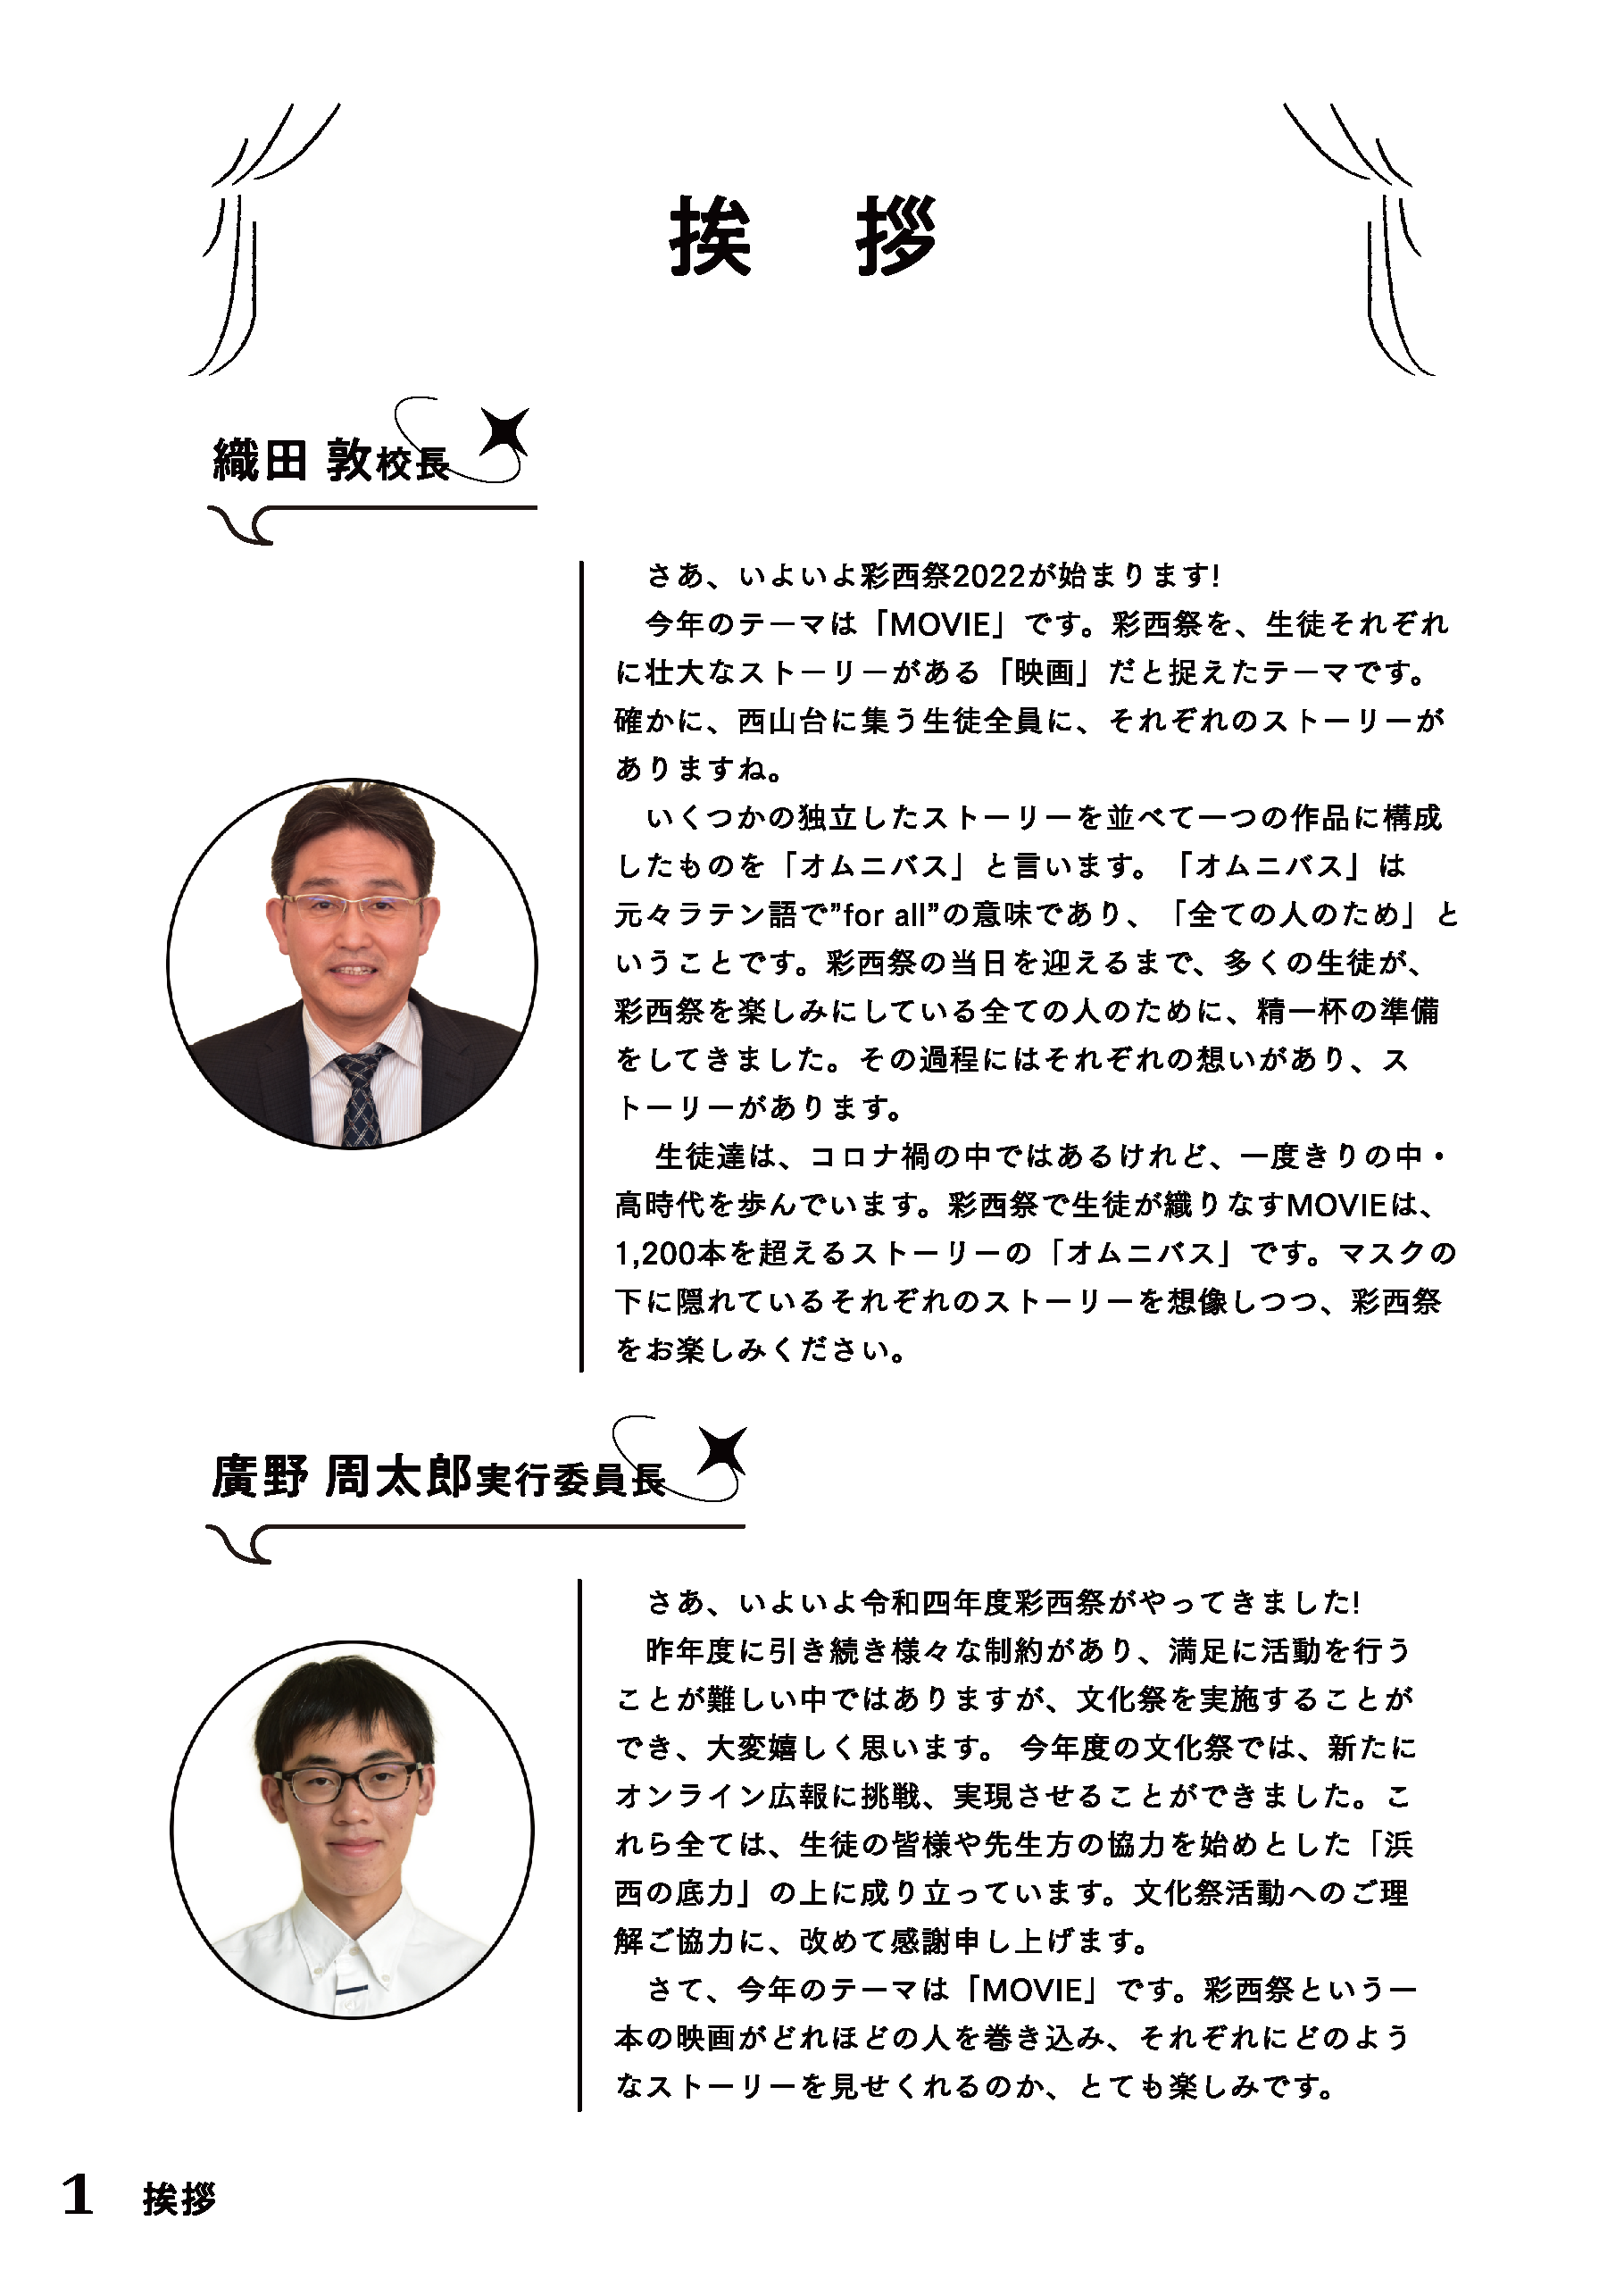 挨　拶
織田 敦校長
さあ、いよいよ彩西祭2022が始まります!
今年のテーマは「MOVIE」です。彩西祭を、生徒それぞれ
に壮大なストーリーがある「映画」だと捉えたテーマです。
確かに、西山台に集う生徒全員に、それぞれのストーリーが
ありますね。
いくつかの独立したストーリーを並べて一つの作品に構成
したものを「オムニバス」と言います。「オムニバス」は
元々ラテン語で”for all”の意味であり、「全ての人のため」と
いうことです。彩西祭の当日を迎えるまで、多くの生徒が、
彩西祭を楽しみにしている全ての人のために、精一杯の準備
をしてきました。その過程にはそれぞれの想いがあり、ス
トーリーがあります。
生徒達は、コロナ禍の中ではあるけれど、一度きりの中・
高時代を歩んでいます。彩西祭で生徒が織りなすMOVIEは、
1,200本を超えるストーリーの「オムニバス」です。マスクの
下に隠れているそれぞれのストーリーを想像しつつ、彩西祭
をお楽しみください。
廣野 周太郎実行委員長
さあ、いよいよ令和四年度彩西祭がやってきました!
昨年度に引き続き様々な制約があり、満足に活動を行う
ことが難しい中ではありますが、文化祭を実施することが
でき、大変嬉しく思います。 今年度の文化祭では、新たに
オンライン広報に挑戦、実現させることができました。こ
れら全ては、生徒の皆様や先生方の協力を始めとした「浜
西の底力」の上に成り立っています。文化祭活動へのご理
解ご協力に、改めて感謝申し上げます。
さて、今年のテーマは「MOVIE」です。彩西祭という一
本の映画がどれほどの人を巻き込み、それぞれにどのよう
なストーリーを見せくれるのか、とても楽しみです。
1 挨拶